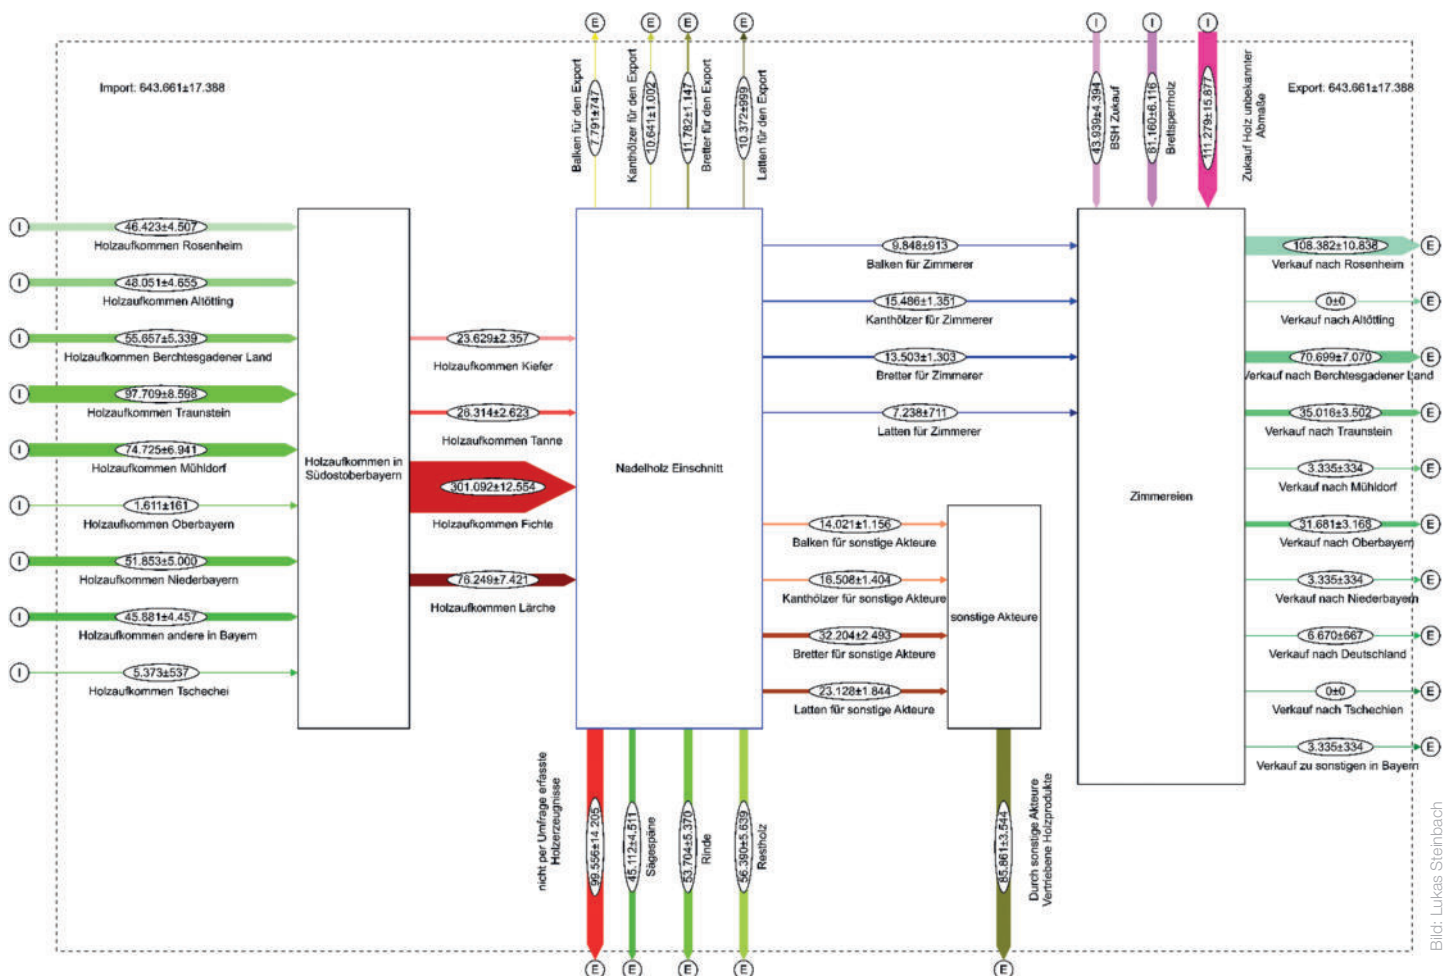 E
E
E
E
I
I
I
Import: 643.661±17.388
Export: 643.661±17.388
Balken für den Export
7.791±747
Kanthölzer für den Export
10.641±1.002
11.782±1.147
Bretter für den Export
10.372±999
Latten für den Export
43.939±4.394
BSH Zukauf
61.160±6.116
Brettsperrholz
111.279±15.877
Zukauf Holz unbekannter
Abmaße
I
46.423±4.507
Holzaufkommen Rosenheim
I
48.051±4.655
Holzaufkommen Altötting
I
55.657±5.339
Holzaufkommen Berchtesgadener Land
I
97.709±8.598
Holzaufkommen Traunstein
I
74.725±6.941
Holzaufkommen Mühldorf
I
1.611±161
Holzaufkommen Oberbayern
I
51.853±5.000
Holzaufkommen Niederbayern
I
45.881±4.457
Holzaufkommen andere in Bayern
I
5.373±537
Holzaufkommen Tschechei
Holzaufkommen in
Südostoberbayern
23.629±2.357
Holzaufkommen Kiefer
26.314±2.623
Holzaufkommen Tanne
301.092±12.554
Holzaufkommen Fichte
76.249±7.421
Holzaufkommen Lärche
Nadelholz Einschnitt
9.848±913
Balken für Zimmerer
15.486±1.351
Kanthölzer für Zimmerer
13.503±1.303
Bretter für Zimmerer
7.238±711
Latten für Zimmerer
14.021±1.156
Balken für sonstige Akteure
16.508±1.404
Kanthölzer für sonstige Akteure
32.204±2.493
Bretter für sonstige Akteure
23.128±1.844
Latten für sonstige Akteure
sonstige Akteure
Zimmereien
108.382±10.838
E
Verkauf nach Rosenheim
0±0
E
Verkauf nach Altötting
70.699±7.070
E
Verkauf nach Berchtesgadener Land
35.016±3.502
E
Verkauf nach Traunstein
3.335±334
E
Verkauf nach Mühldorf
31.681±3.168
E
Verkauf nach Oberbayern
3.335±334
E
Verkauf nach Niederbayern
6.670±667
E
Verkauf nach Deutschland
0±0
E
Verkauf nach Tschechien
3.335±334
E
Verkauf zu sonstigen in Bayern
nicht per Umfrage erfasste
Holzerzeugnisse
99.556±14.205
45.112±4.511
Sägespäne
53.704±5.370
Rinde
56.390±5.639
Restholz
85.861±3.544
Durch sonstige Akteure
Vertriebene Holzprodukte
E
E
E
E
E
Bild: Lukas Steinbach